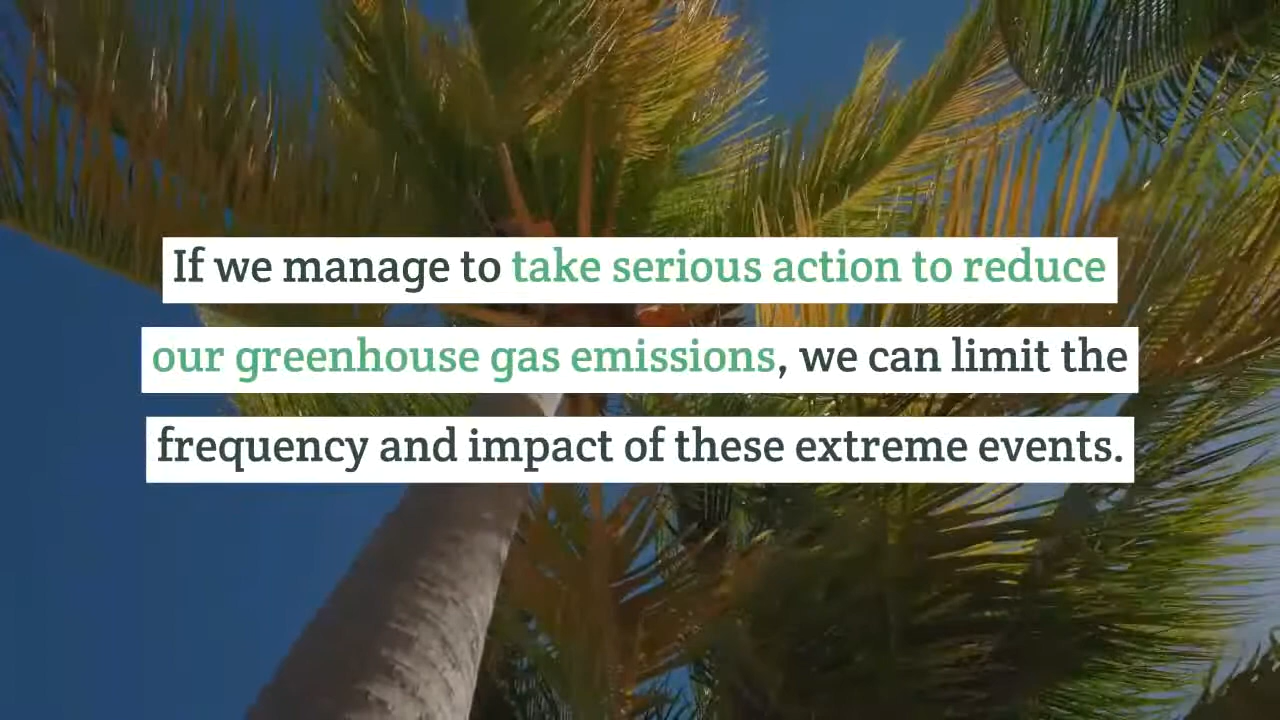 If we manage to take serious action to reduce
our greenhouse gas emissions, we can limit the
frequency and impact of these extreme events.